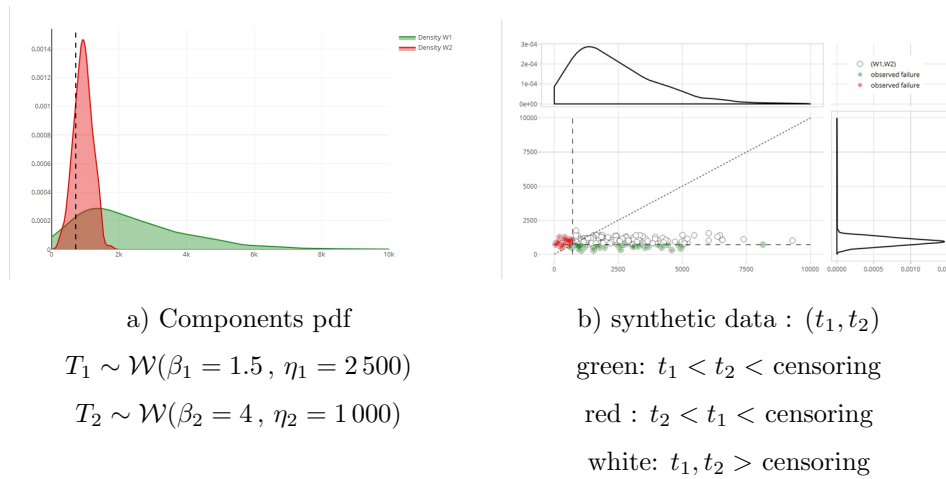 Density W1
Density W2
0.0014
0.0012
0.001
0.0008
0.0006
0.0004
0.0002
0
0 2k 4k 6k 8k 10k
3e-04
2e-04
1e-04
0e+00
(W1,W2)
observed failure
observed failure
10000
7500
5000
2500
0
0 2500 5000 7500 10000
0.0000 0.0005 0.0010
a) Components pdf
T₁ ∼ 𝒲(β₁ = 1.5 , η₁ = 2 500)
T₂ ∼ 𝒲(β₂ = 4 , η₂ = 1 000)
b) synthetic data : (t₁, t₂)
green: t₁ < t₂ < censoring
red : t₂ < t₁ < censoring
white: t₁, t₂ > censoring